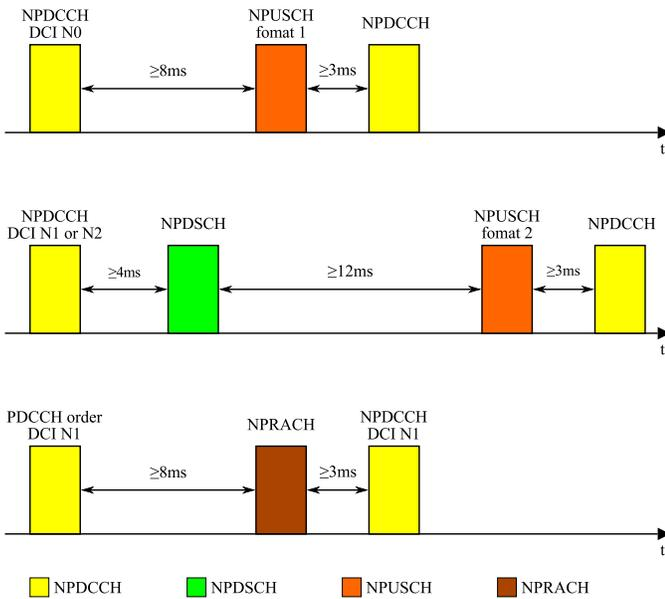 NPDCCH
DCI N0
NPUSCH
fomat 1
NPDCCH
≥8ms
≥3ms
t
NPDCCH
DCI N1 or N2
NPDSCH
NPUSCH
fomat 2
NPDCCH
≥4ms
≥12ms
≥3ms
t
PDCCH order
DCI N1
NPRACH
NPDCCH
DCI N1
≥8ms
≥3ms
t
NPDCCH
NPDSCH
NPUSCH
NPRACH